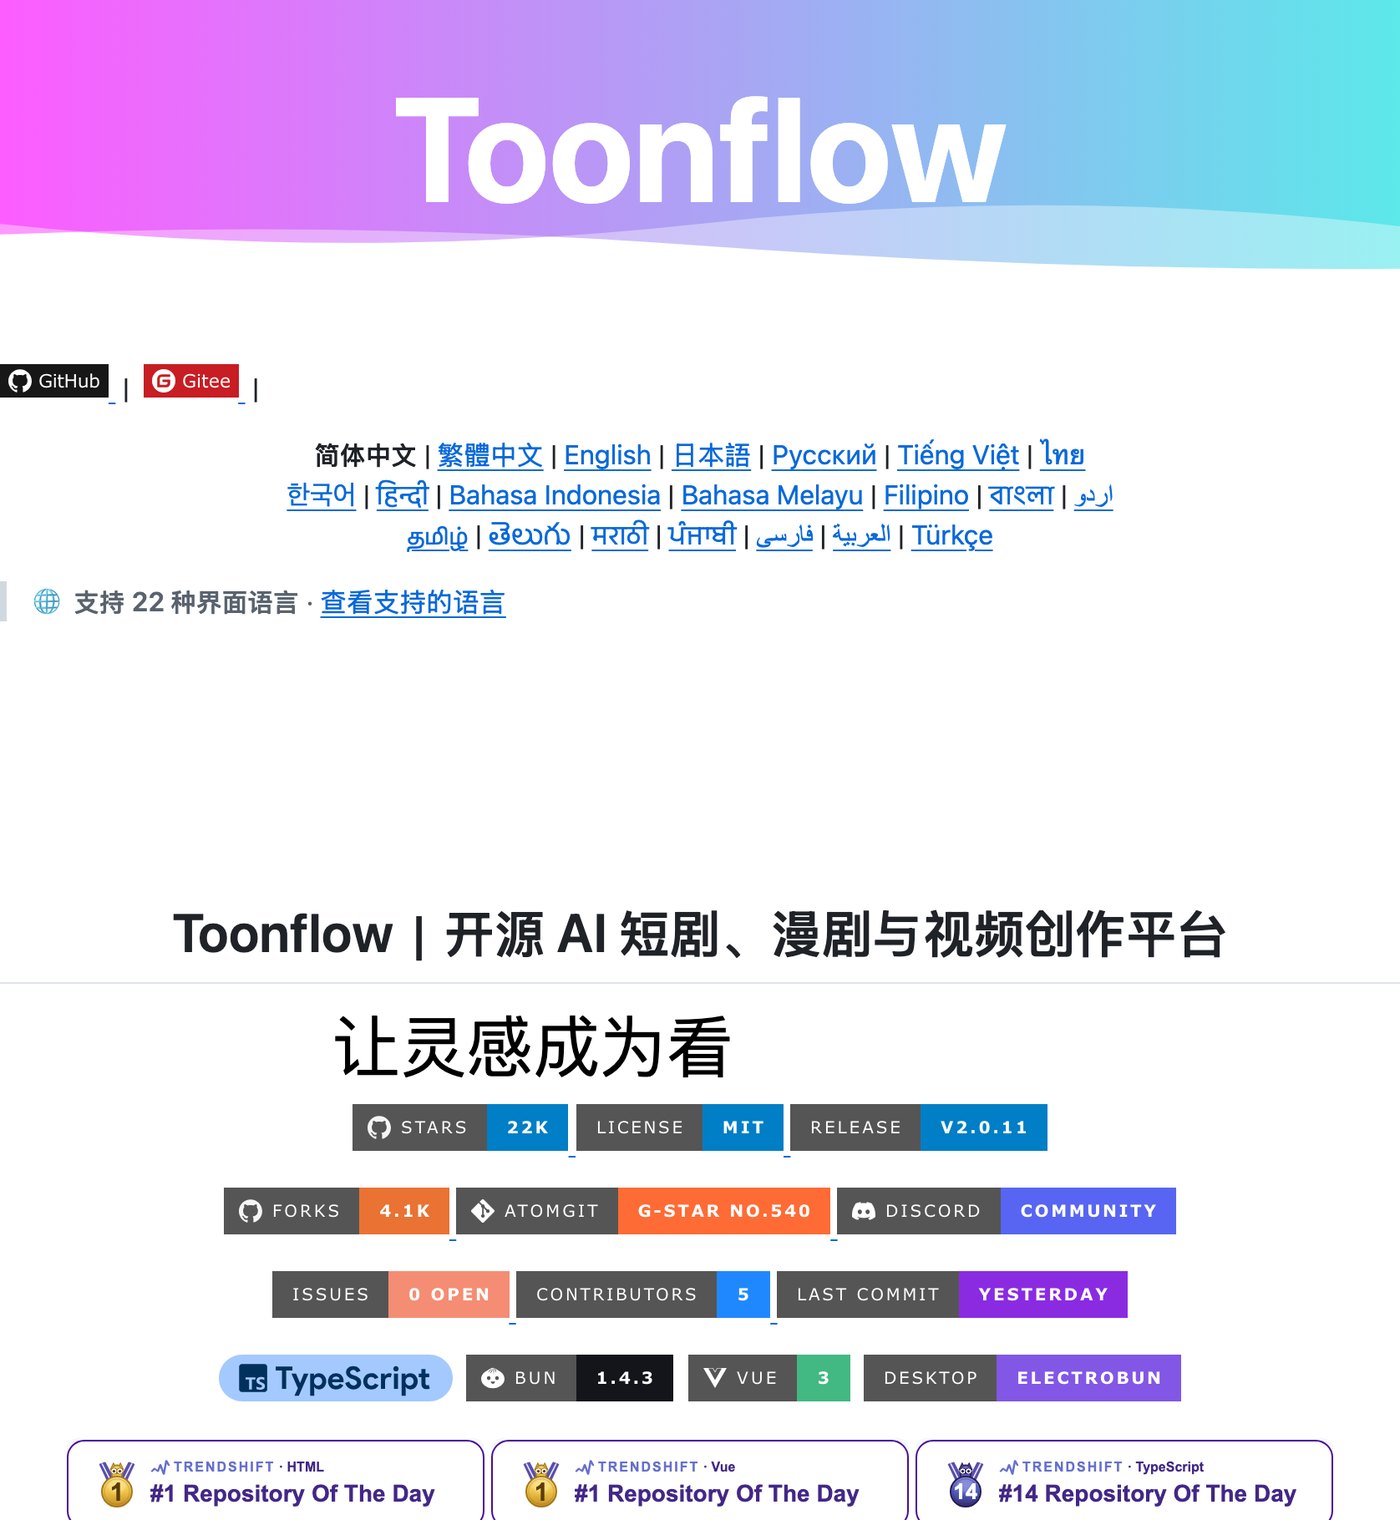 Toonflow
GitHub | Gitee |
简体中文 | 繁體中文 | English | 日本語 | Русский | Tiếng Việt | ไทย
한국어 | हिन्दी | Bahasa Indonesia | Bahasa Melayu | Filipino | বাংলা | اردو
தமிழ் | తెలుగు | मराठी | ਪੰਜਾਬੀ | فارسی | العربية | Türkçe
支持 22 种界面语言 · 查看支持的语言
Toonflow | 开源 AI 短剧、漫剧与视频创作平台
让灵感成为看
STARS 22K LICENSE MIT RELEASE V2.0.11
FORKS 4.1K ATOMGIT G-STAR NO.540 DISCORD COMMUNITY
ISSUES 0 OPEN CONTRIBUTORS 5 LAST COMMIT YESTERDAY
TS TypeScript BUN 1.4.3 VUE 3 DESKTOP ELECTROBUN
1 TRENDSHIFT · HTML
#1 Repository Of The Day
1 TRENDSHIFT · Vue
#1 Repository Of The Day
14 TRENDSHIFT · TypeScript
#14 Repository Of The Day